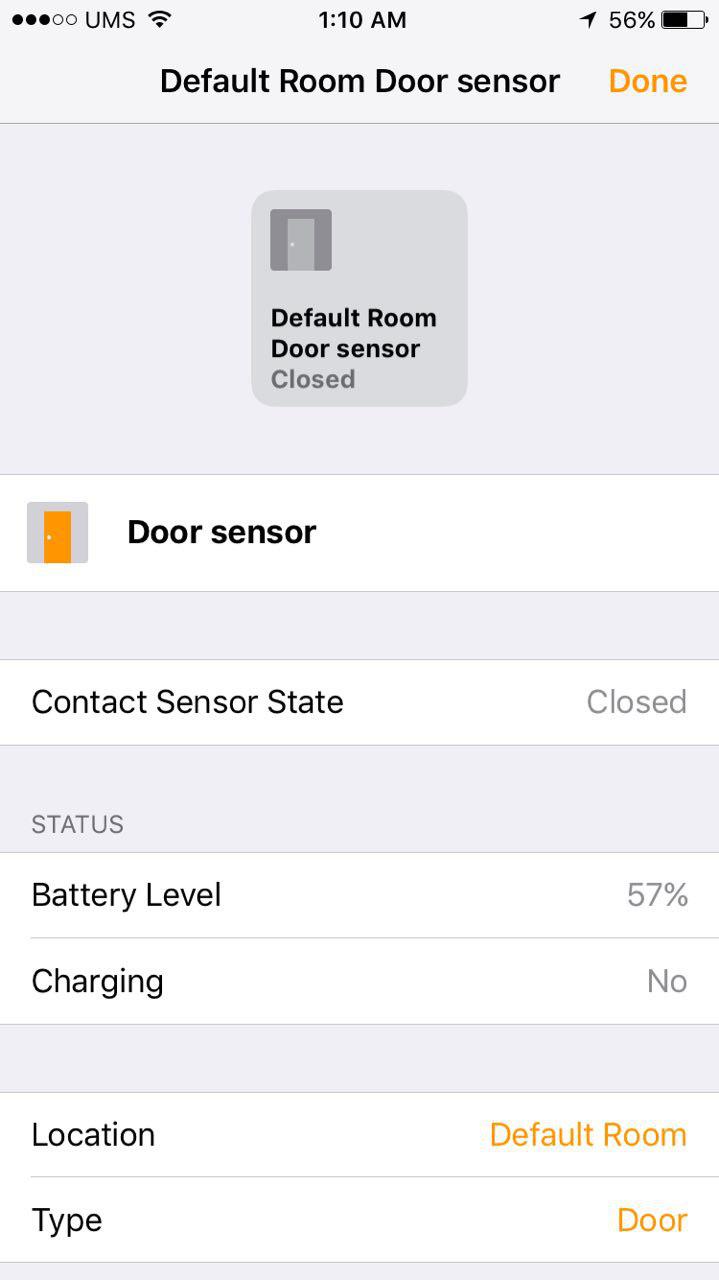 UMS 1:10 AM 56%
Default Room Door sensor Done
Default Room
Door sensor
Closed
Door sensor
Contact Sensor State Closed
STATUS
Battery Level 57%
Charging No
Location Default Room
Type Door